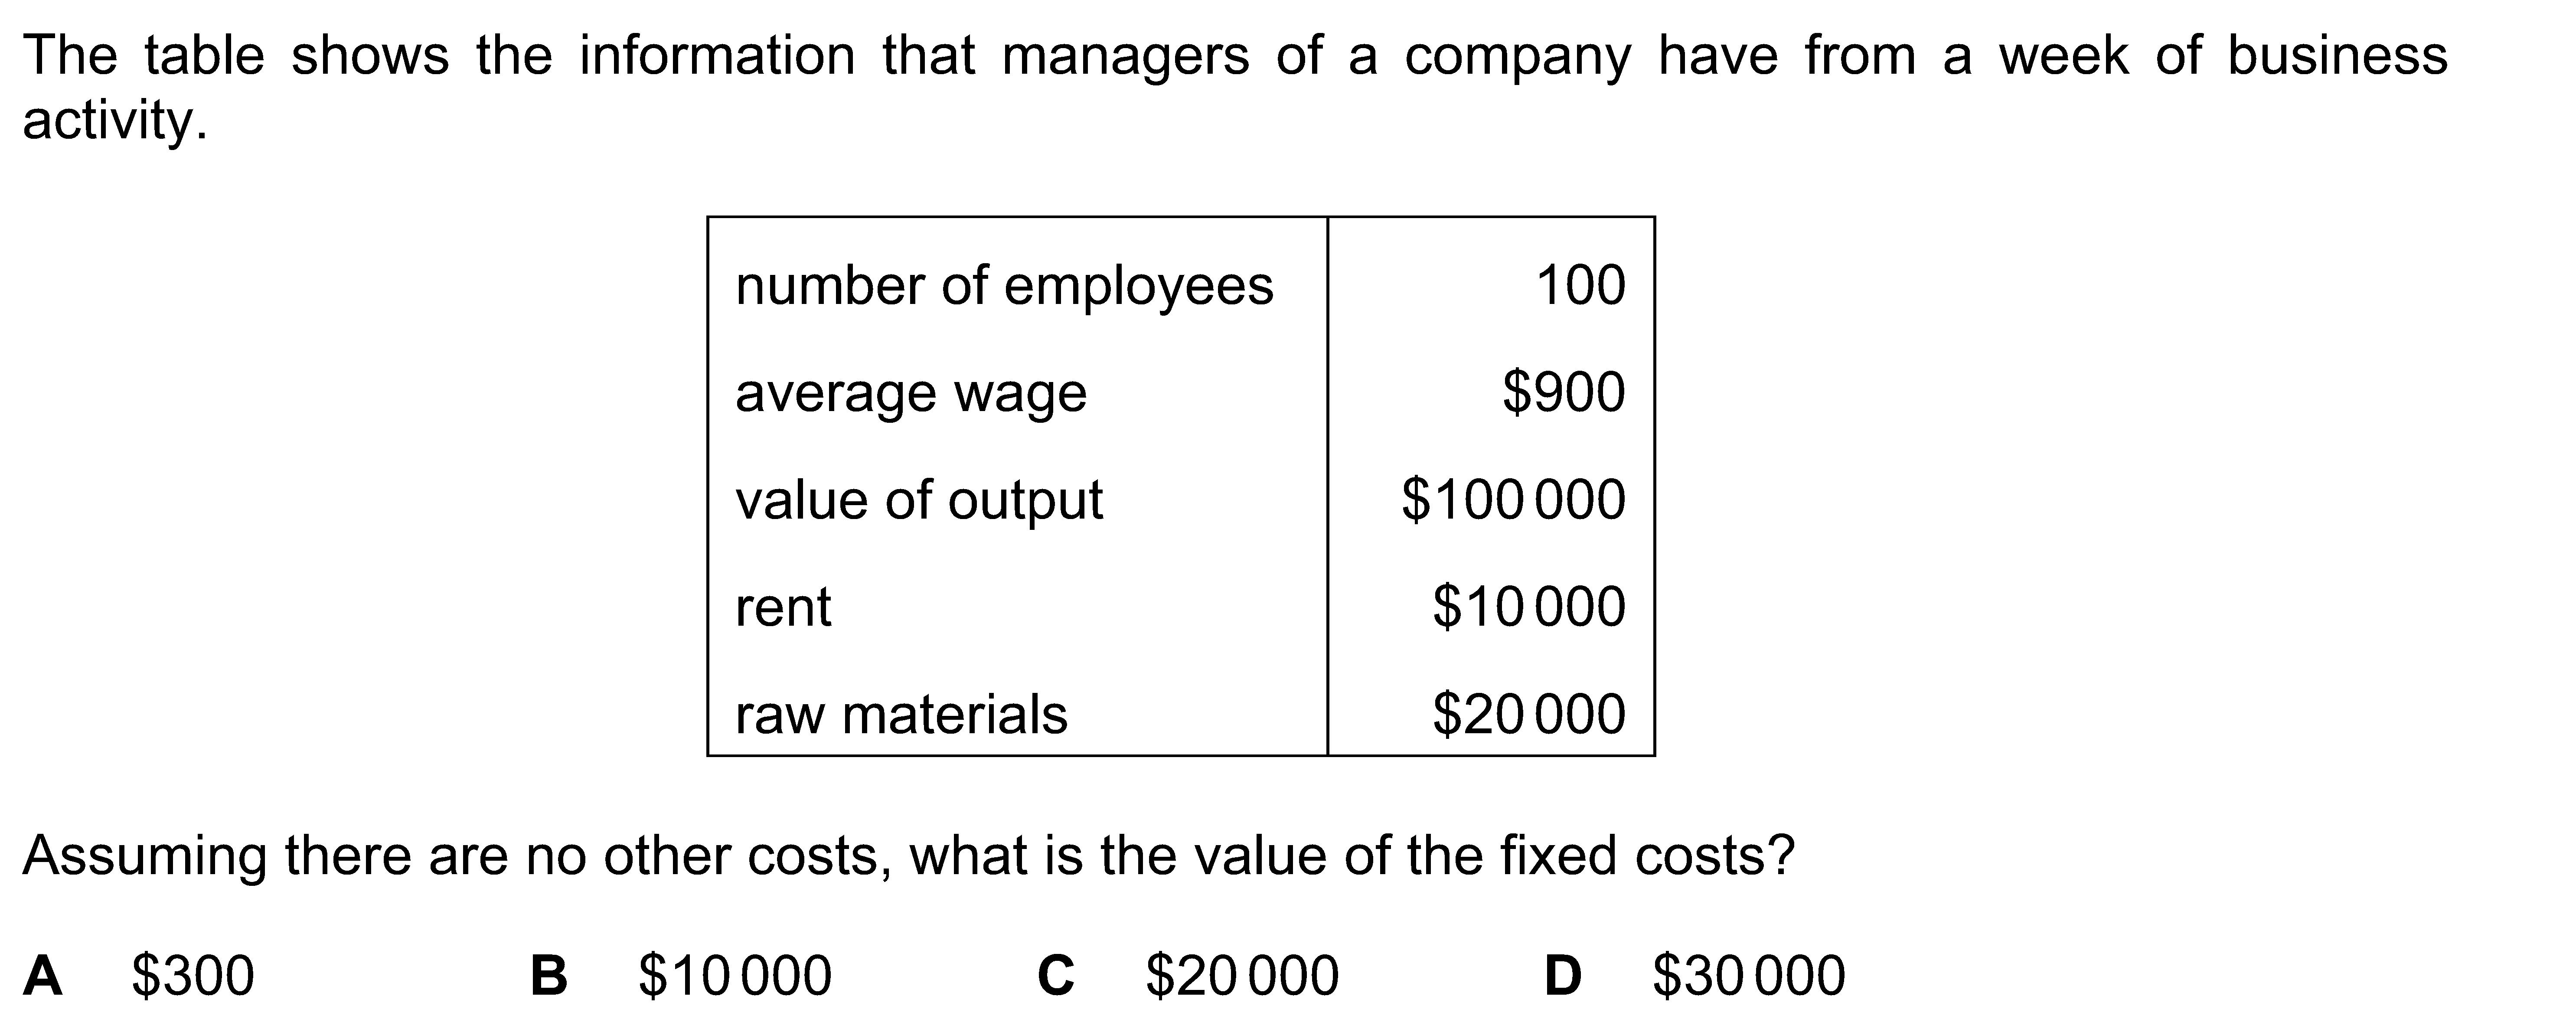 The table shows the information that managers of a company have from a week of business
activity.
number of employees 100
average wage $900
value of output $100 000
rent $10 000
raw materials $20 000
Assuming there are no other costs, what is the value of the fixed costs?
A $300 B $10 000 C $20 000 D $30 000